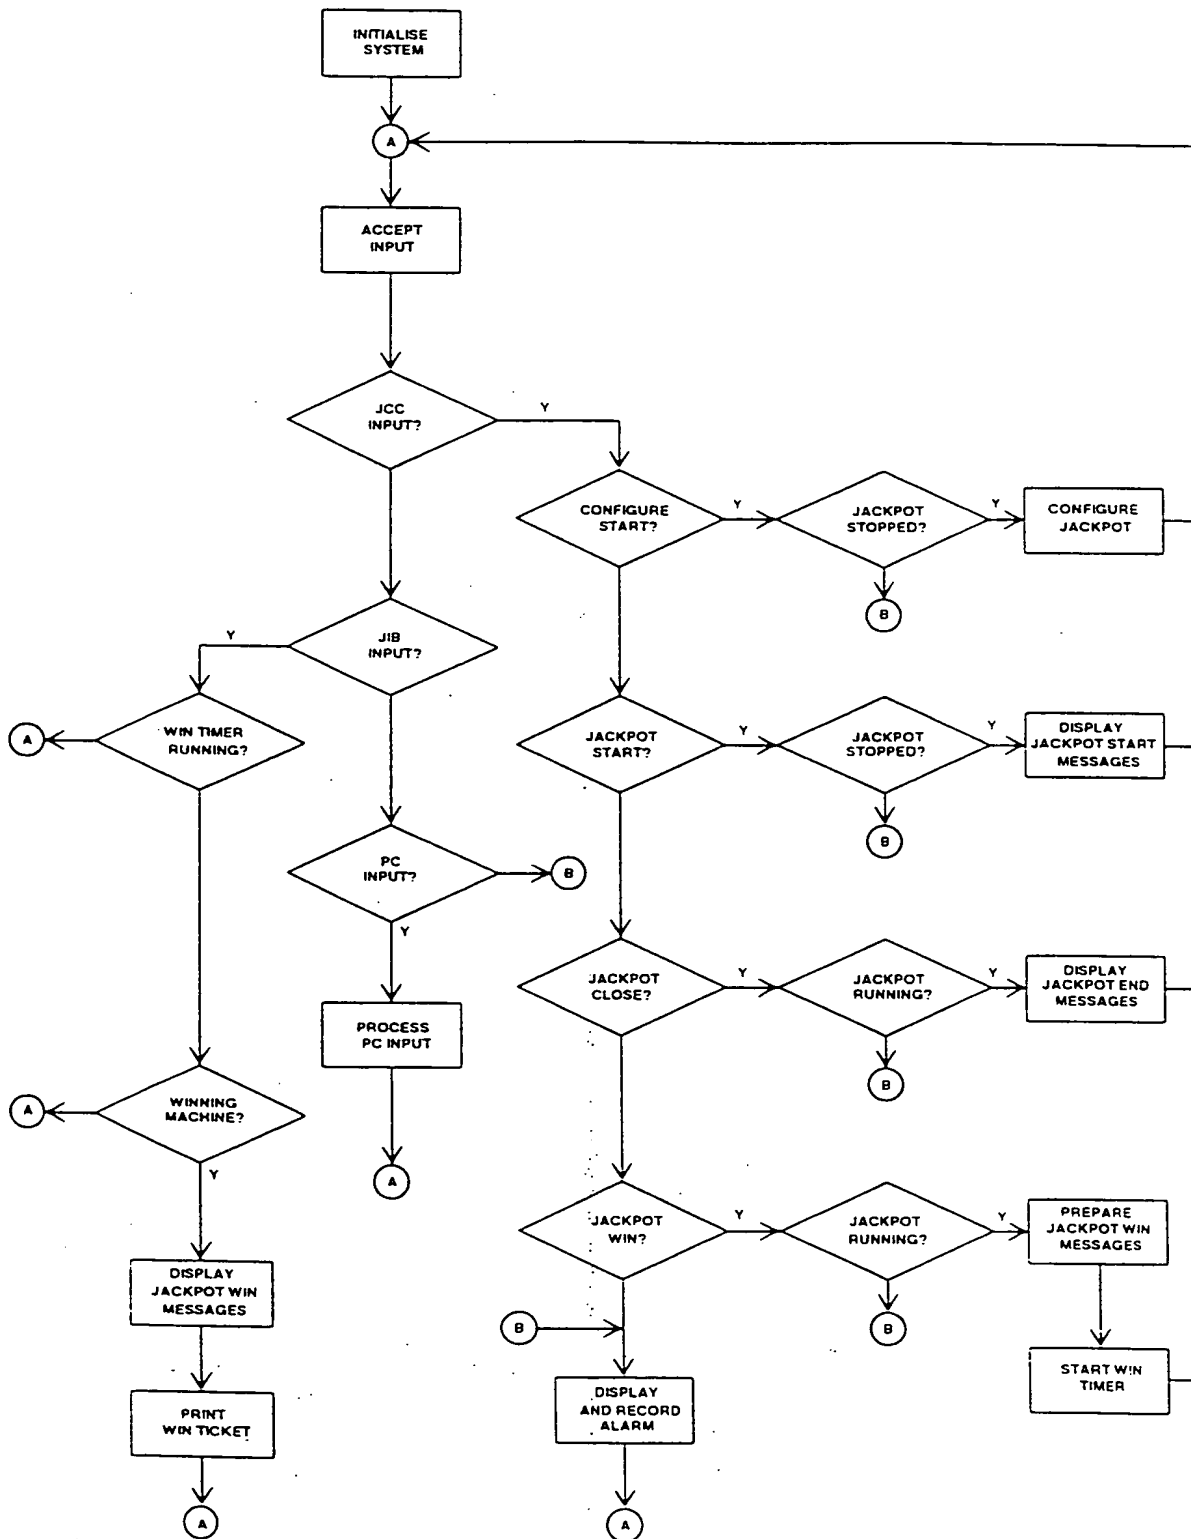 INITIALISE
SYSTEM
A
ACCEPT
INPUT
JCC
INPUT?
Y
CONFIGURE
START?
Y
JACKPOT
STOPPED?
Y
CONFIGURE
JACKPOT
B
JIB
INPUT?
Y
WIN TIMER
RUNNING?
A
JACKPOT
START?
Y
JACKPOT
STOPPED?
Y
DISPLAY
JACKPOT START
MESSAGES
B
PC
INPUT?
B
Y
PROCESS
PC INPUT
A
JACKPOT
CLOSE?
Y
JACKPOT
RUNNING?
Y
DISPLAY
JACKPOT END
MESSAGES
B
WINNING
MACHINE?
A
Y
DISPLAY
JACKPOT WIN
MESSAGES
PRINT
WIN TICKET
A
JACKPOT
WIN?
Y
JACKPOT
RUNNING?
Y
PREPARE
JACKPOT WIN
MESSAGES
B
B
START WIN
TIMER
DISPLAY
AND RECORD
ALARM
A